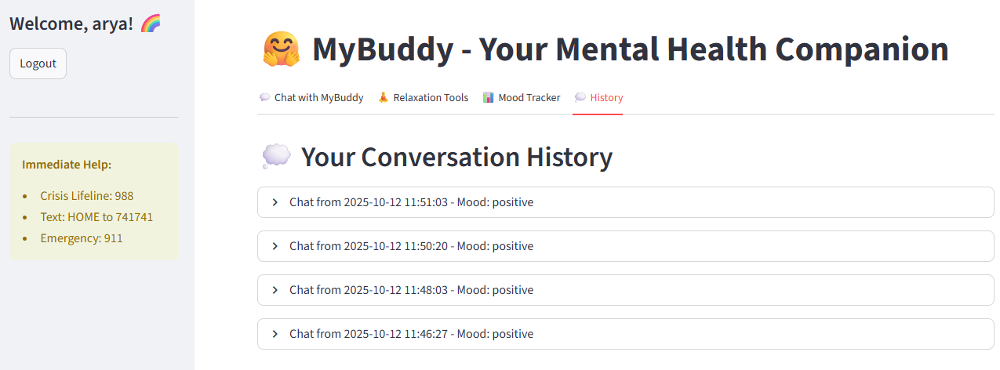 Welcome, arya! 🌈
Logout
Immediate Help:
• Crisis Lifeline: 988
• Text: HOME to 741741
• Emergency: 911
🤗 MyBuddy - Your Mental Health Companion
💬 Chat with MyBuddy 🧘 Relaxation Tools 📊 Mood Tracker 💭 History
💭 Your Conversation History
Chat from 2025-10-12 11:51:03 - Mood: positive
Chat from 2025-10-12 11:50:20 - Mood: positive
Chat from 2025-10-12 11:48:03 - Mood: positive
Chat from 2025-10-12 11:46:27 - Mood: positive